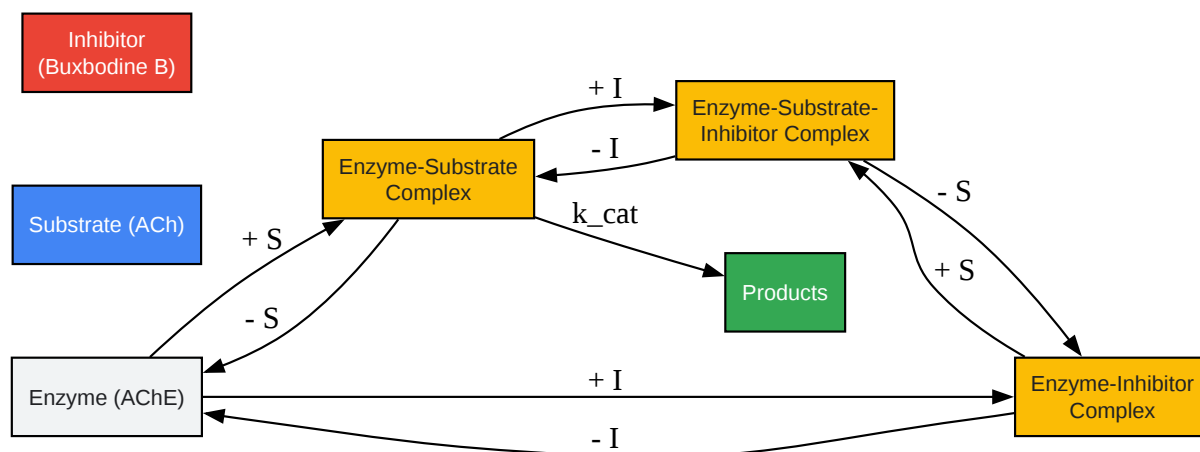 Inhibitor
(Buxbodine B)
+ I
Enzyme-Substrate-
Inhibitor Complex
Enzyme-Substrate
Complex
- I
- S
k_cat
Substrate (ACh)
+ S
+ S
Products
- S
Enzyme (AChE)
+ I
Enzyme-Inhibitor
Complex
- I